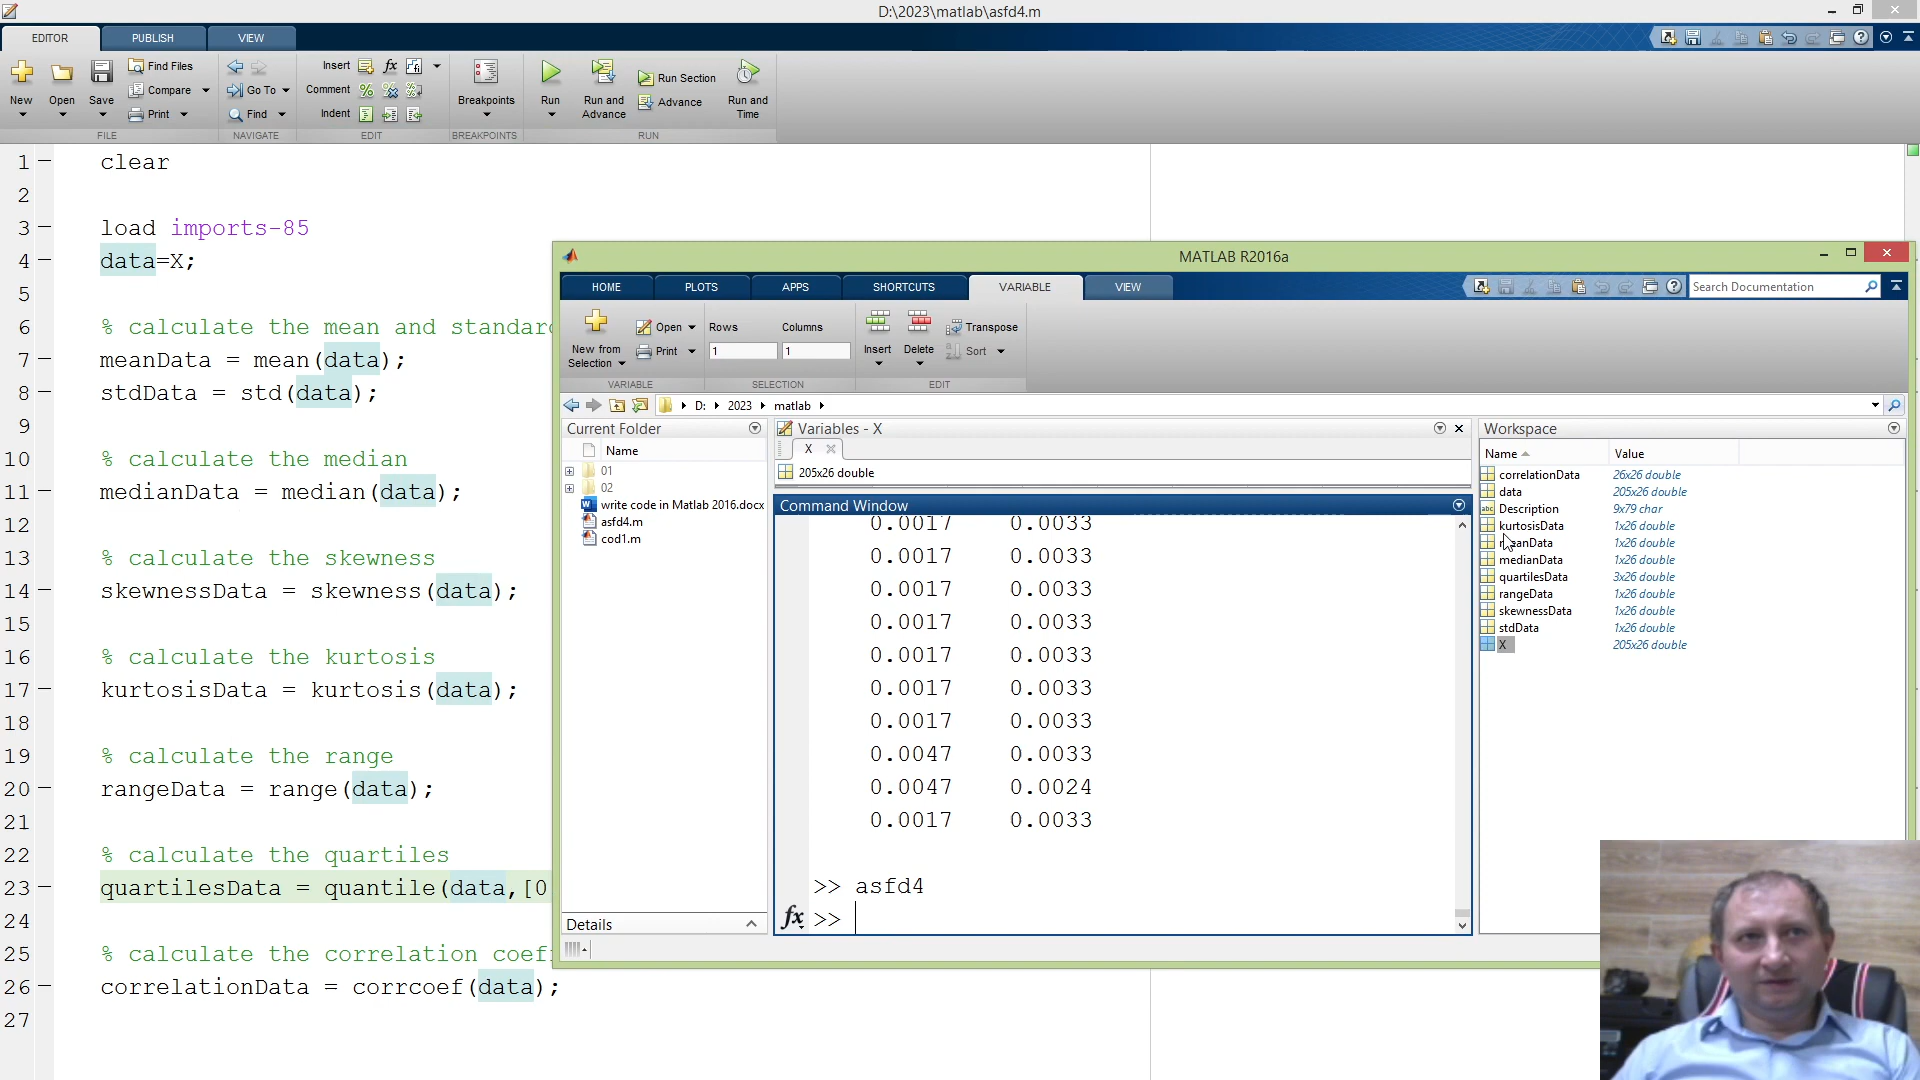 D:\2023\matlab\asfd4.m
EDITOR PUBLISH VIEW
New Open Save
Find Files
Compare
Print
Go To
Find
Insert fx
Comment
Indent
Breakpoints
Run
Run and Advance
Run Section
Advance
Run and Time
FILE NAVIGATE EDIT BREAKPOINTS RUN
1 clear
2
3 load imports-85
4 data=X;
5
6 % calculate the mean and standard
7 meanData = mean(data);
8 stdData = std(data);
9
10 % calculate the median
11 medianData = median(data);
12
13 % calculate the skewness
14 skewnessData = skewness(data);
15
16 % calculate the kurtosis
17 kurtosisData = kurtosis(data);
18
19 % calculate the range
20 rangeData = range(data);
21
22 % calculate the quartiles
23 quartilesData = quantile(data,[0
24
25 % calculate the correlation coef
26 correlationData = corrcoef(data);
27
MATLAB R2016a
HOME PLOTS APPS SHORTCUTS VARIABLE VIEW
Search Documentation
New from Selection
Open
Print
Rows Columns
1 1
Insert Delete
Transpose
Sort
VARIABLE SELECTION EDIT
D: 2023 matlab
Current Folder
Name
01
02
write code in Matlab 2016.docx
asfd4.m
cod1.m
Details
Variables - X
X
205x26 double
Command Window
0.0017 0.0033
0.0017 0.0033
0.0017 0.0033
0.0017 0.0033
0.0017 0.0033
0.0017 0.0033
0.0017 0.0033
0.0047 0.0033
0.0047 0.0024
0.0017 0.0033
>> asfd4
fx >>
Workspace
Name Value
correlationData 26x26 double
data 205x26 double
abc Description 9x79 char
kurtosisData 1x26 double
meanData 1x26 double
medianData 1x26 double
quartilesData 3x26 double
rangeData 1x26 double
skewnessData 1x26 double
stdData 1x26 double
X 205x26 double